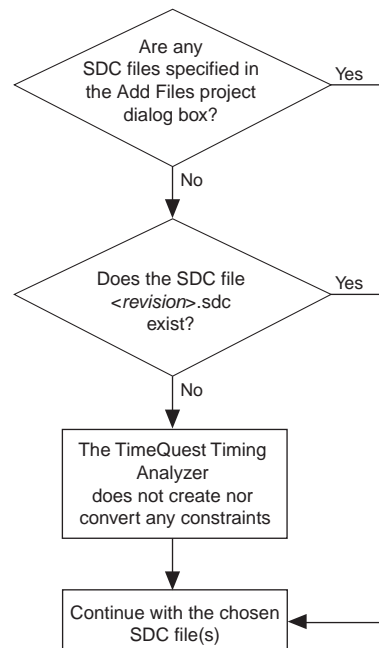 Are any
SDC files specified in
the Add Files project
dialog box?
Yes
No
Does the SDC file
<revision>.sdc
exist?
Yes
No
The TimeQuest Timing
Analyzer
does not create nor
convert any constraints
Continue with the chosen
SDC file(s)